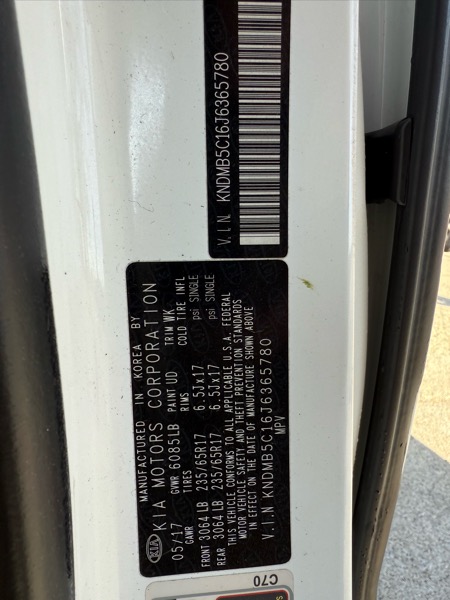 V.I.N KNDMB5C16J6365780
KIA
MANUFACTURED IN KOREA BY
KIA MOTORS CORPORATION
05/17 GVWR 6085LB PAINT UD TRIM WK
GAWR TIRES RIMS COLD TIRE INFL
FRONT 3064LB 235/65R17 6.5Jx17 psi SINGLE
REAR 3064LB 235/65R17 6.5Jx17 psi SINGLE
THIS VEHICLE CONFORMS TO ALL APPLICABLE U.S.A. FEDERAL
MOTOR VEHICLE SAFETY AND THEFT PREVENTION STANDARDS
IN EFFECT ON THE DATE OF MANUFACTURE SHOWN ABOVE
V.I.N KNDMB5C16J6365780
MPV
C70